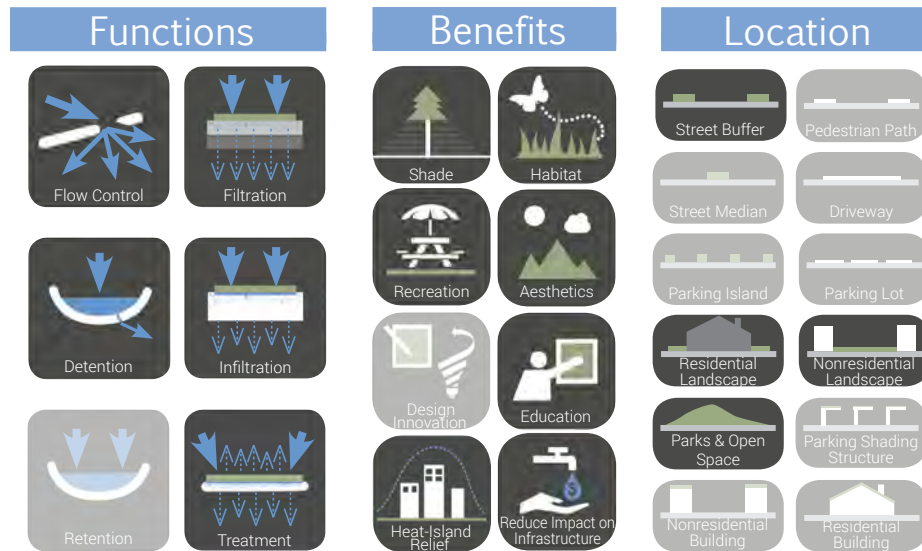 Functions
Flow Control
Filtration
Detention
Infiltration
Retention
Treatment
Benefits
Shade
Habitat
Recreation
Aesthetics
Design
Innovation
Education
Heat-Island
Relief
$
Reduce Impact on
Infrastructure
Location
Street Buffer
Pedestrian Path
Street Median
Driveway
Parking Island
Parking Lot
Residential
Landscape
Nonresidential
Landscape
Parks & Open
Space
Parking Shading
Structure
Nonresidential
Building
Residential
Building